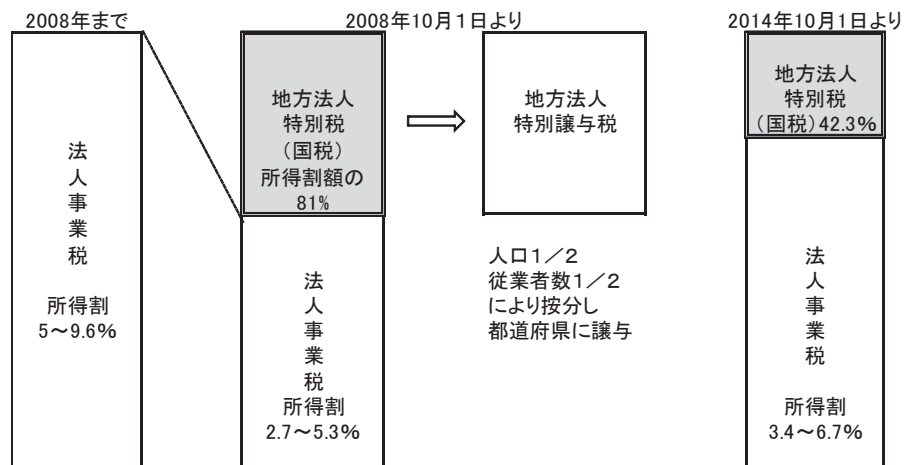 2008年まで
法
人
事
業
税
所得割
5～9.6%
2008年10月1日より
地方法人
特別税
（国税）
所得割額の
81%
法
人
事
業
税
所得割
2.7～5.3%
地方法人
特別譲与税
人口１／２
従業者数１／２
により按分し
都道府県に譲与
2014年10月1日より
地方法人
特別税
（国税）42.3%
法
人
事
業
税
所得割
3.4～6.7%